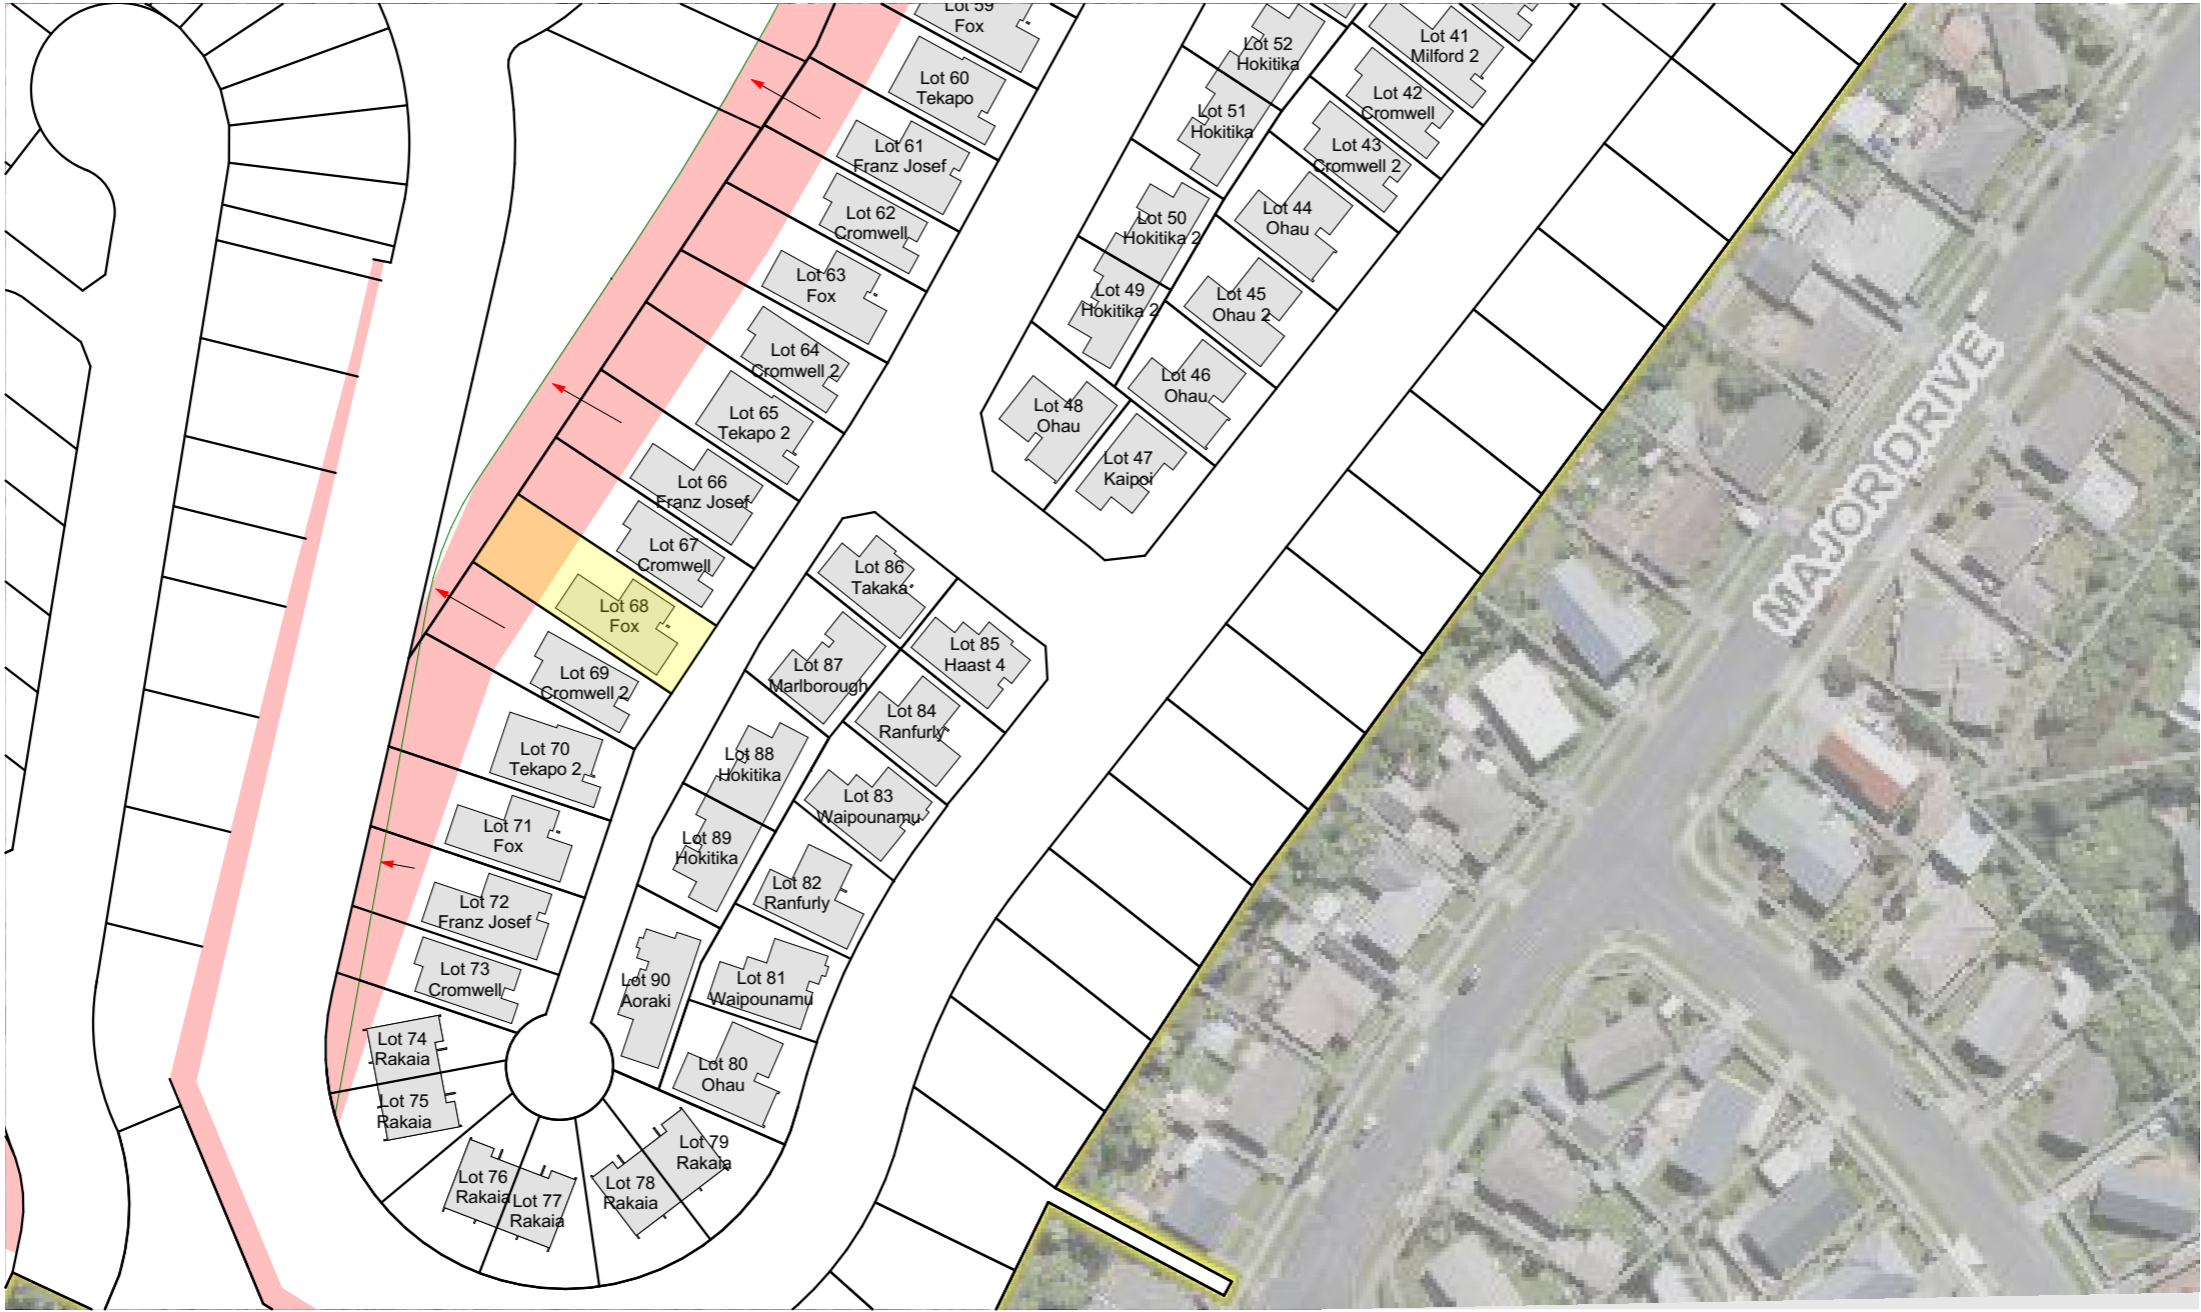 Lot 59
Fox
Lot 60
Tekapo
Lot 61
Franz Josef
Lot 62
Cromwell
Lot 63
Fox
Lot 64
Cromwell 2
Lot 65
Tekapo 2
Lot 66
Franz Josef
Lot 67
Cromwell
Lot 68
Fox
Lot 69
Cromwell 2
Lot 70
Tekapo 2
Lot 71
Fox
Lot 72
Franz Josef
Lot 73
Cromwell
Lot 74
Rakaia
Lot 75
Rakaia
Lot 76
Rakaia
Lot 77
Rakaia
Lot 78
Rakaia
Lot 79
Rakaia
Lot 80
Ohau
Lot 81
Waipounamu
Lot 82
Ranfurly
Lot 83
Waipounamu
Lot 84
Ranfurly
Lot 85
Haast 4
Lot 86
Takaka
Lot 87
Marlborough
Lot 88
Hokitika
Lot 89
Hokitika
Lot 90
Aoraki
Lot 52
Hokitika
Lot 51
Hokitika
Lot 50
Hokitika 2
Lot 49
Hokitika 2
Lot 48
Ohau
Lot 47
Kaipoi
Lot 46
Ohau
Lot 45
Ohau 2
Lot 44
Ohau
Lot 43
Cromwell 2
Lot 42
Cromwell
Lot 41
Milford 2
MAJOR DRIVE